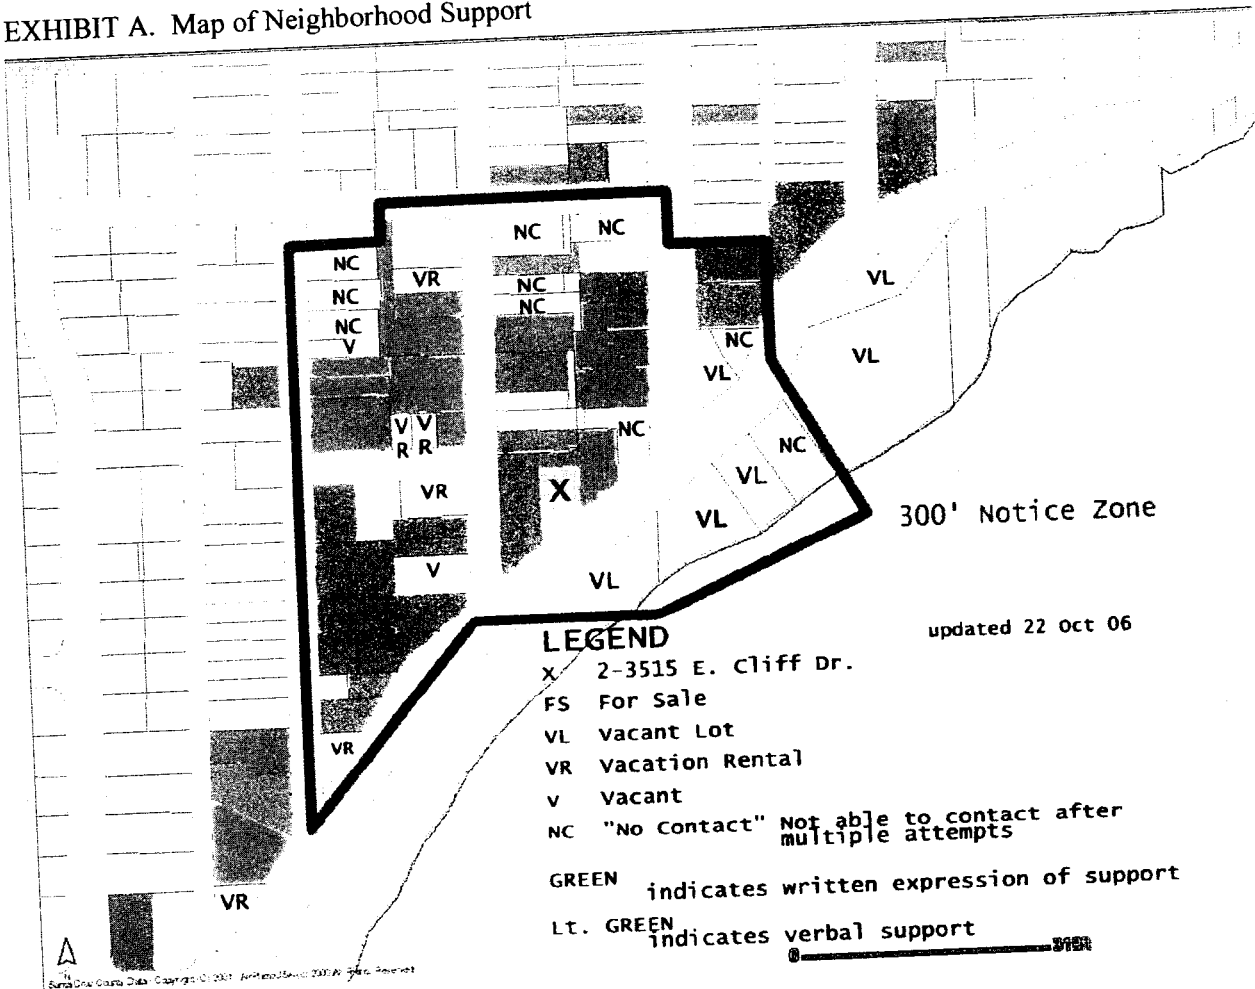 EXHIBIT A. Map of Neighborhood Support
NC NC
NC
VR
VL
NC
NC
NC
NC
V
NC
VL
VL
V V
R R
NC
NC
VL
VR
X
VL
300' Notice Zone
V
VL
updated 22 Oct 06
LEGEND
X 2-3515 E. Cliff Dr.
FS For Sale
VL Vacant Lot
VR Vacation Rental
V Vacant
NC "No Contact" Not able to contact after
multiple attempts
GREEN indicates written expression of support
Lt. GREEN indicates verbal support
VR
VR
0
N